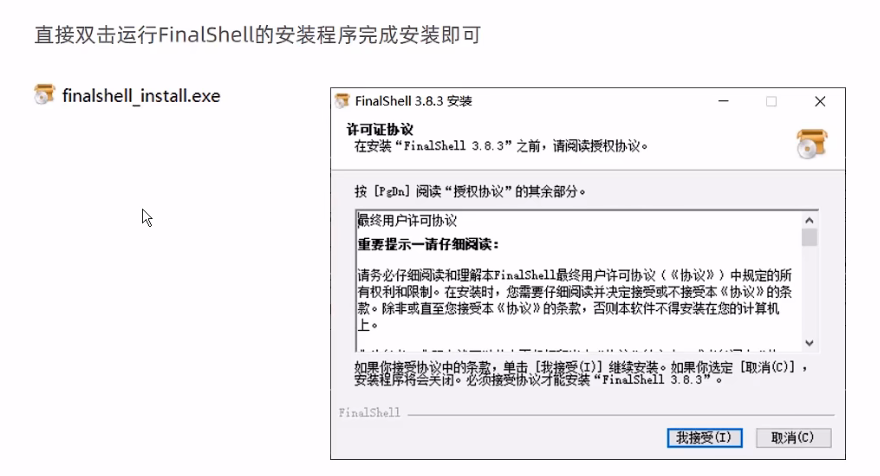 直接双击运行FinalShell的安装程序完成安装即可
finalshell_install.exe
FinalShell 3.8.3 安装
许可证协议
在安装“FinalShell 3.8.3”之前，请阅读授权协议。
按 [PgDn] 阅读“授权协议”的其余部分。
最终用户许可协议
重要提示—请仔细阅读：
请务必仔细阅读和理解本FinalShell最终用户许可协议（《协议》）中规定的所
有权利和限制。在安装时，您需要仔细阅读并决定接受或不接受本《协议》的条
款。除非或直至您接受本《协议》的条款，否则本软件不得安装在您的计算机
上。
如果你接受协议中的条款，单击 [我接受(I)] 继续安装。如果你选定 [取消(C)] ，
安装程序将会关闭。必须接受协议才能安装“FinalShell 3.8.3”。
FinalShell
我接受(I)
取消(C)